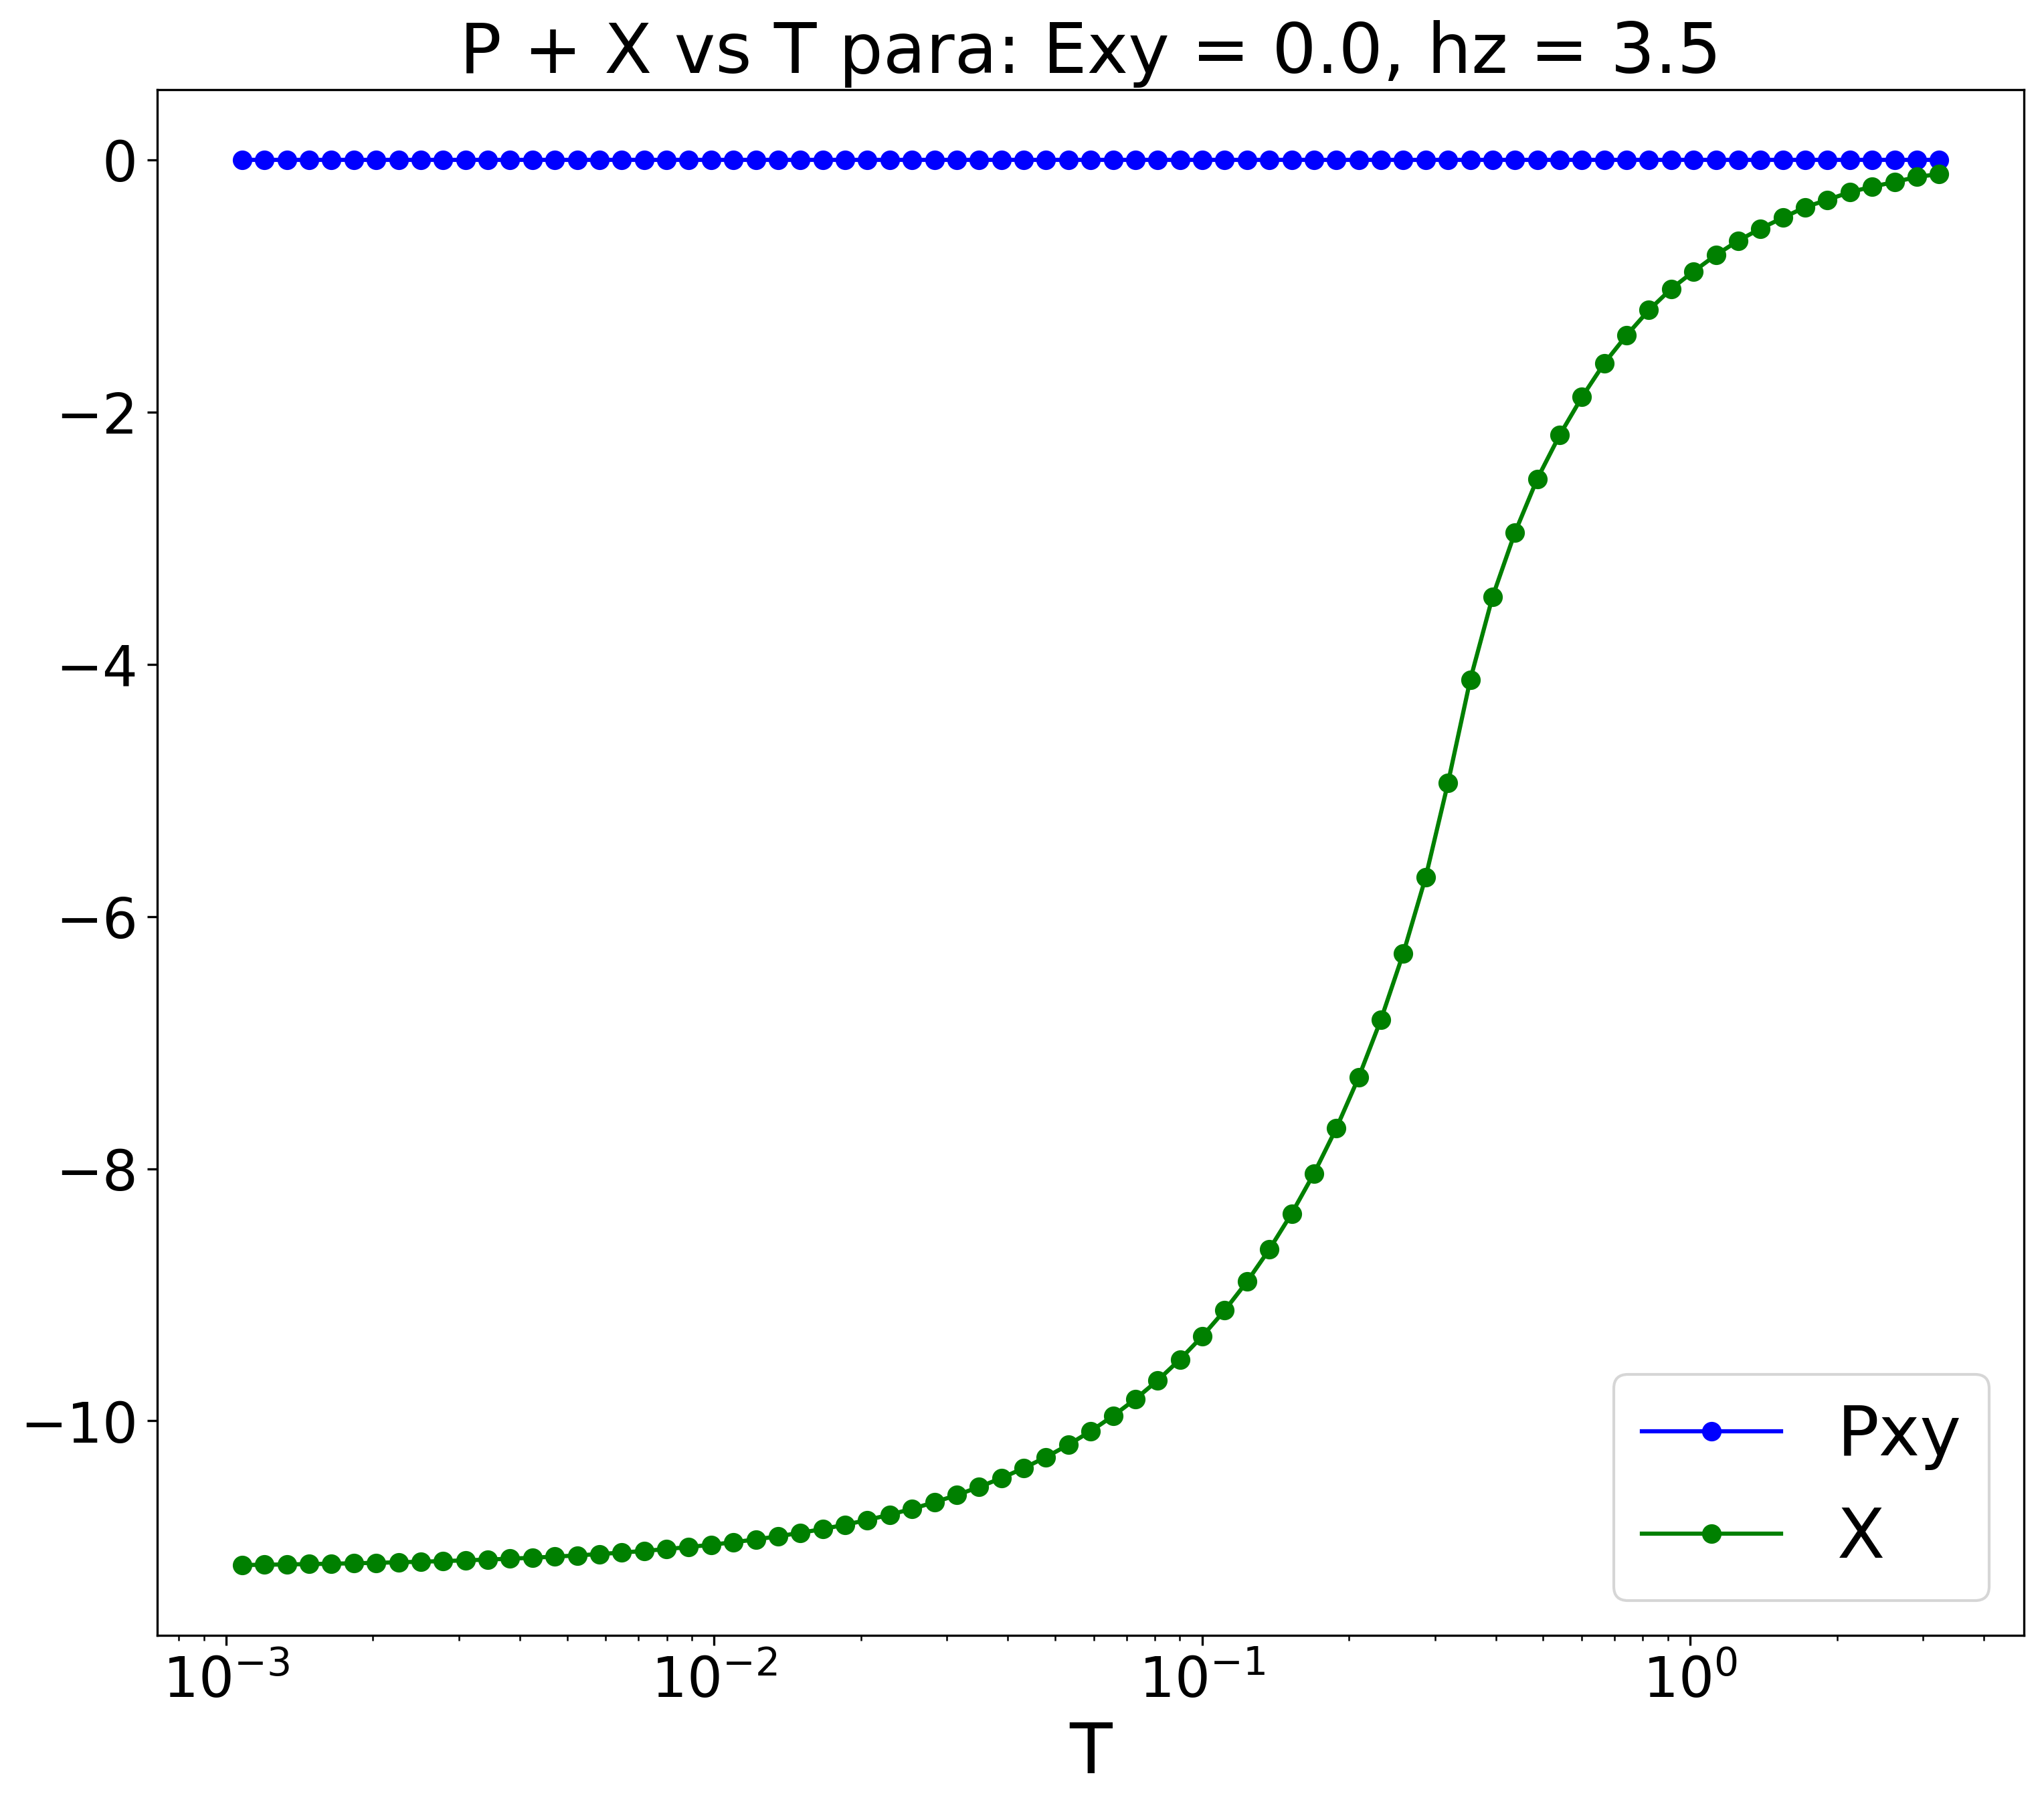 P + X vs T para: Exy = 0.0, hz = 3.5
0
−2
−4
−6
−8
−10
Pxy
X
10⁻³ 10⁻² 10⁻¹ 10⁰
T